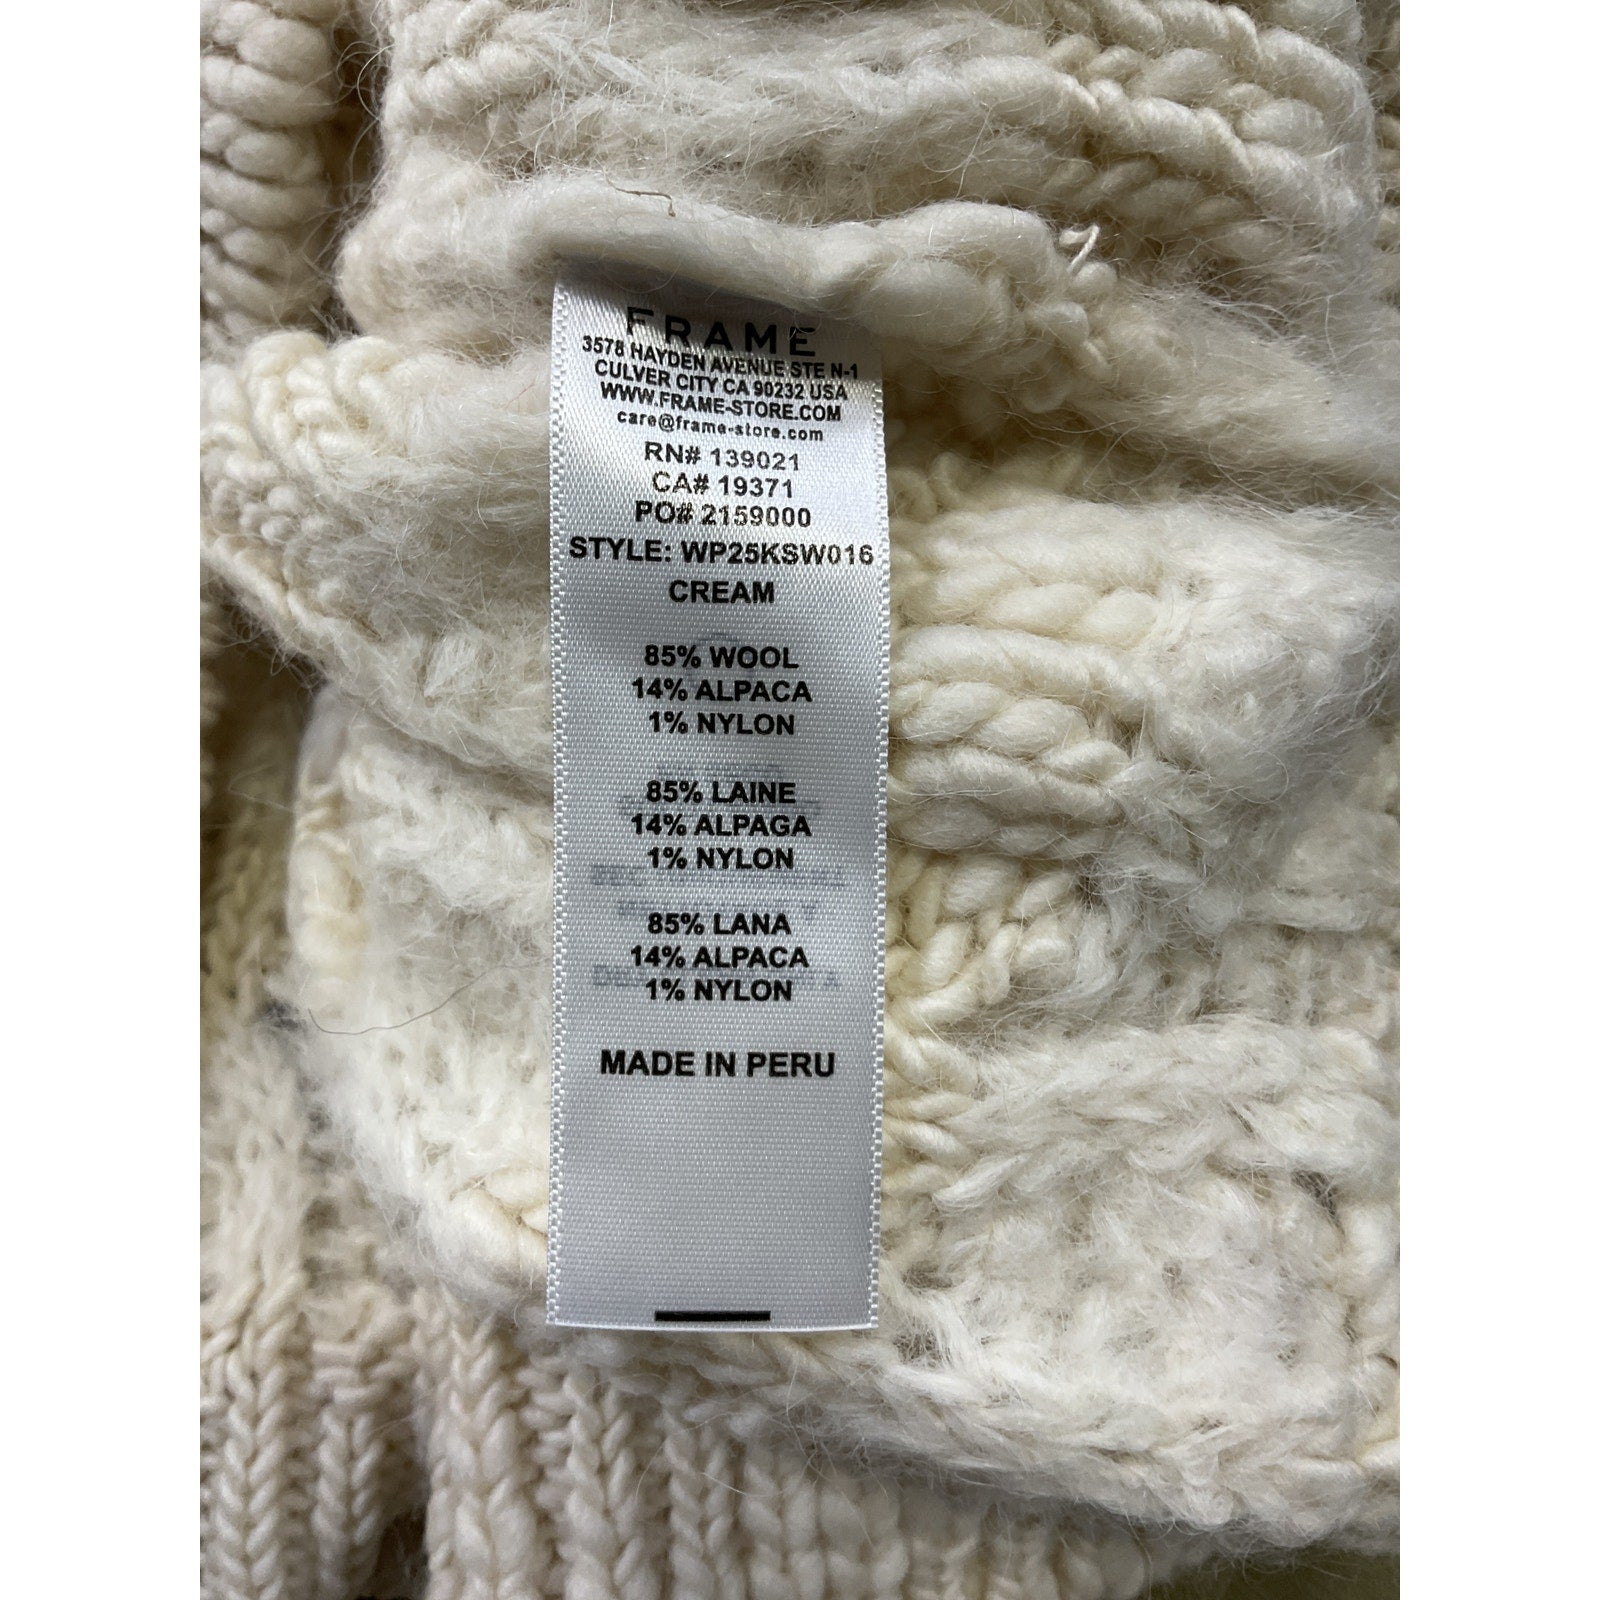 FRAME
3578 HAYDEN AVENUE STE N-1
CULVER CITY CA 90232 USA
WWW.FRAME-STORE.COM
care@frame-store.com
RN# 139021
CA# 19371
PO# 2159000
STYLE: WP25KSW016
CREAM
85% WOOL
14% ALPACA
1% NYLON
85% LAINE
14% ALPAGA
1% NYLON
85% LANA
14% ALPACA
1% NYLON
MADE IN PERU